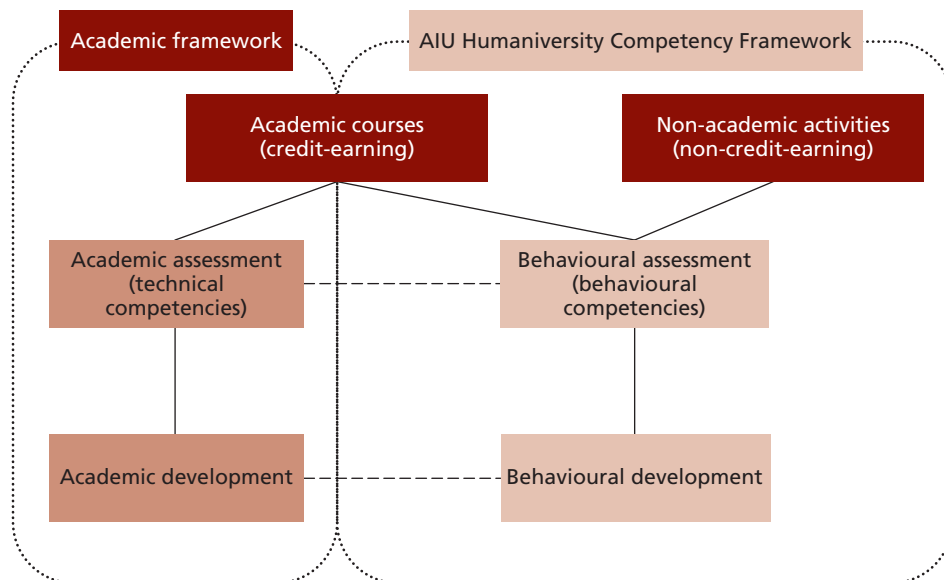 Academic framework
AIU Humaniversity Competency Framework
Academic courses
(credit-earning)
Non-academic activities
(non-credit-earning)
Academic assessment
(technical
competencies)
Behavioural assessment
(behavioural
competencies)
Academic development
Behavioural development